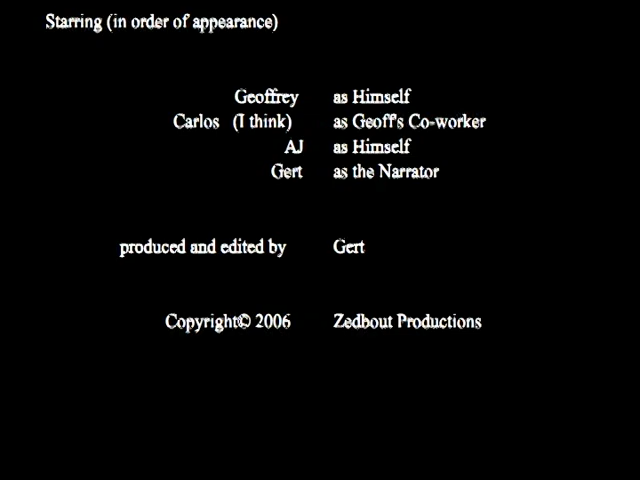 Starring (in order of appearance)
Geoffrey as Himself
Carlos (I think) as Geoff's Co-worker
AJ as Himself
Gert as the Narrator
produced and edited by Gert
Copyright© 2006 Zedbout Productions